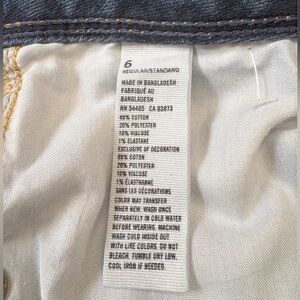 6
REGULAR/STANDARD
MADE IN BANGLADESH
FABRIQUÉ AU
BANGLADESH
RN 54485 CA 03873
69% COTTON
20% POLYESTER
10% VISCOSE
1% ELASTANE
EXCLUSIVE OF DECORATION
69% COTON
20% POLYESTER
10% VISCOSE
1% ÉLASTHANNE
SANS LES DÉCORATIONS
COLOR MAY TRANSFER
WHEN NEW. WASH ONCE
SEPARATELY IN COLD WATER
BEFORE WEARING. MACHINE
WASH COLD INSIDE OUT
WITH LIKE COLORS. DO NOT
BLEACH. TUMBLE DRY LOW.
COOL IRON IF NEEDED.